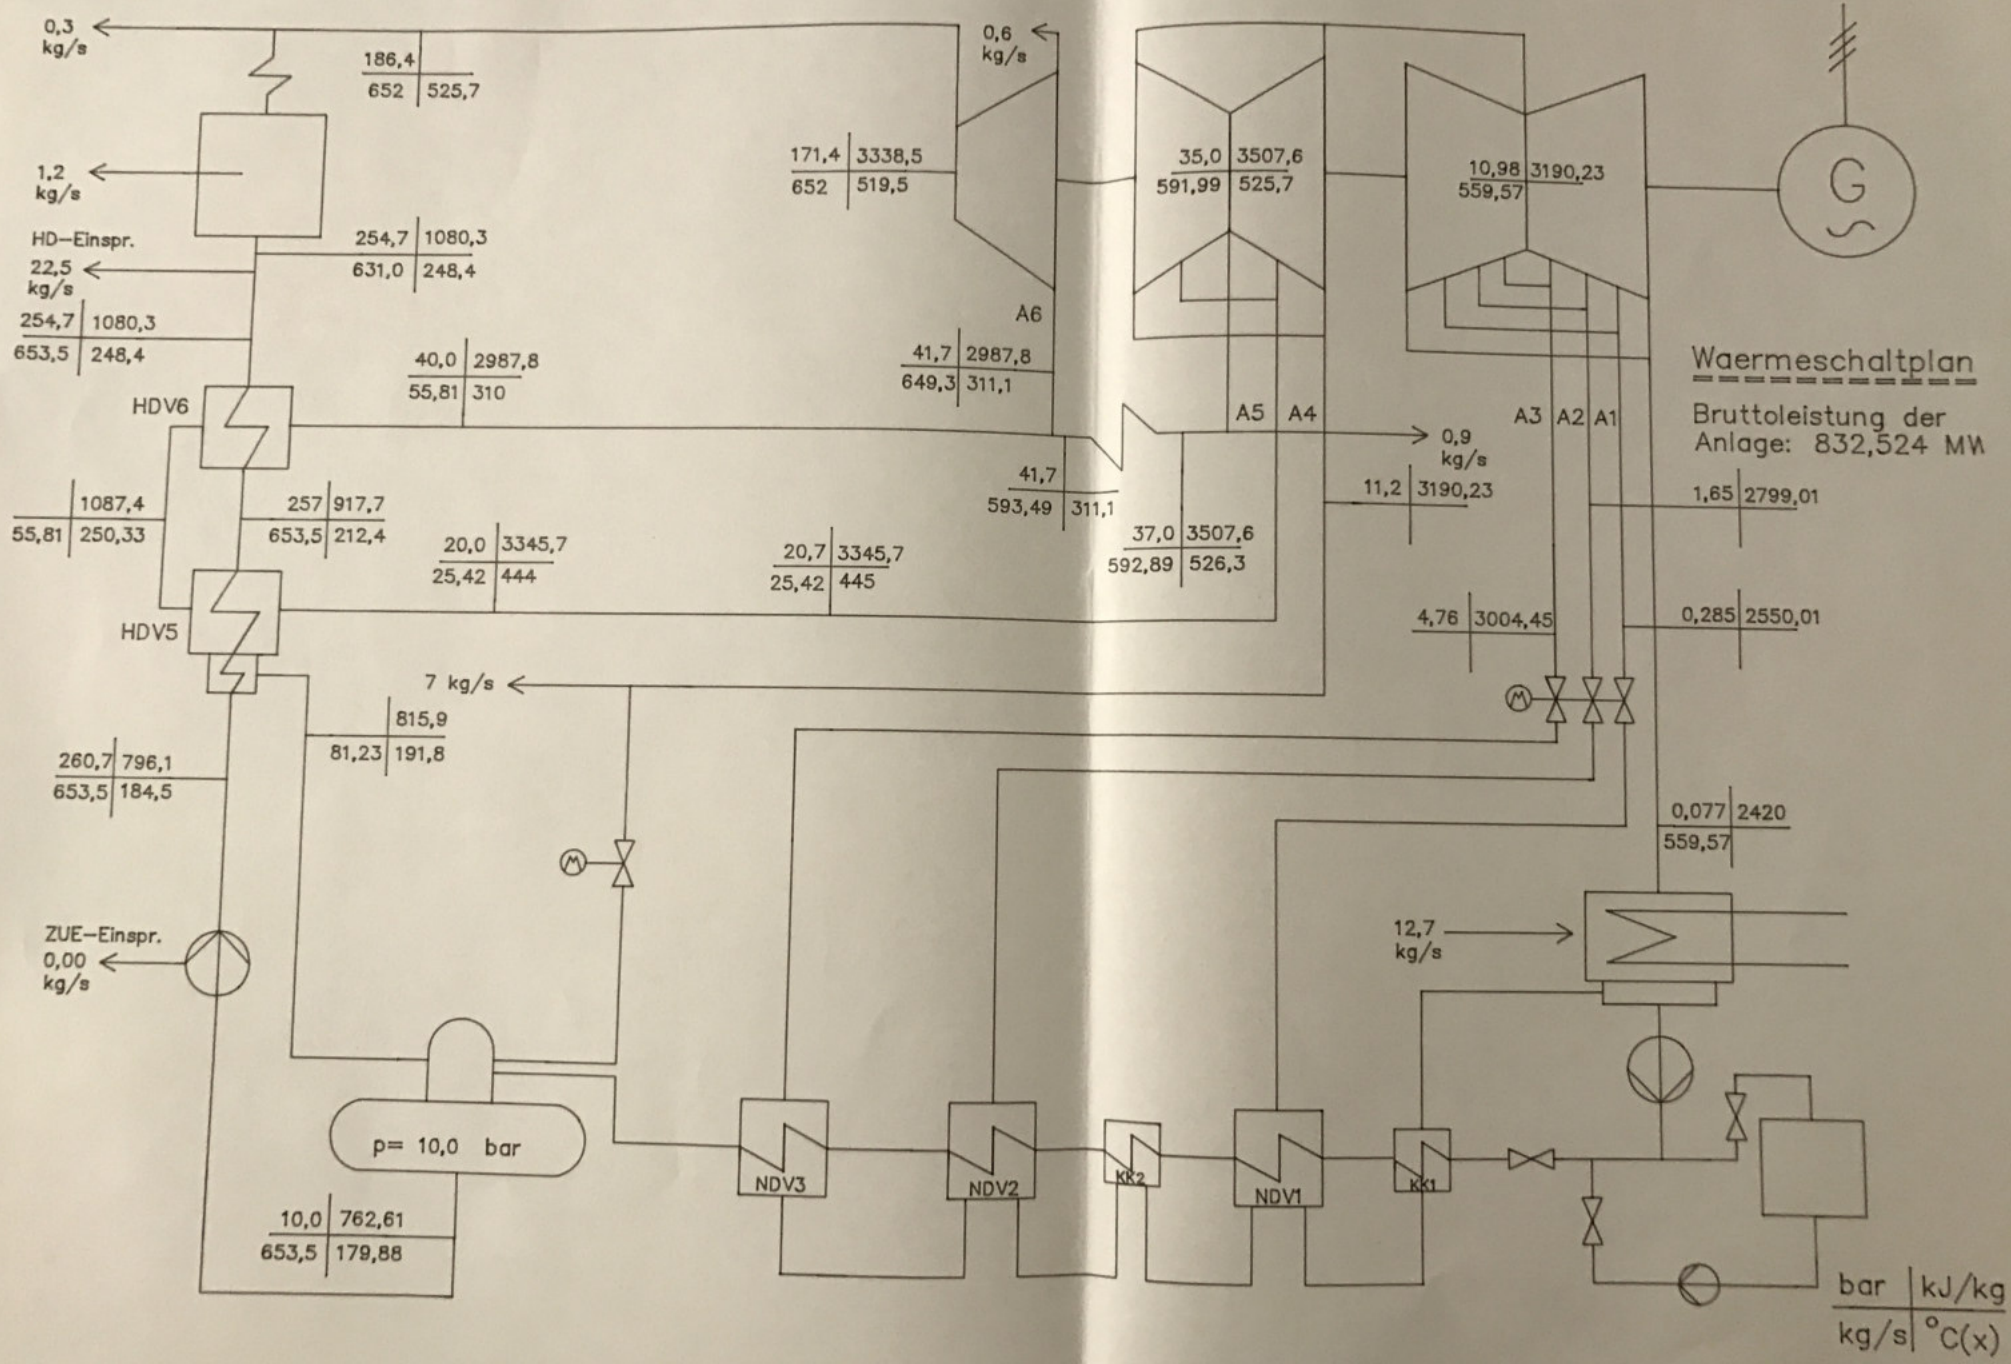 0,3
kg/s
186,4
652 525,7
0,6
kg/s
1,2
kg/s
171,4 3338,5
652 519,5
35,0 3507,6
591,99 525,7
10,98 3190,23
559,57
G
HD-Einspr.
22,5
kg/s
254,7 1080,3
631,0 248,4
254,7 1080,3
653,5 248,4
A6
40,0 2987,8
55,81 310
41,7 2987,8
649,3 311,1
Waermeschaltplan
Bruttoleistung der
Anlage: 832,524 MW
HDV6
A5 A4 A3 A2 A1
0,9
kg/s
41,7
593,49 311,1
11,2 3190,23
1,65 2799,01
1087,4
55,81 250,33
257 917,7
653,5 212,4
20,0 3345,7
25,42 444
20,7 3345,7
25,42 445
37,0 3507,6
592,89 526,3
HDV5
4,76 3004,45
0,285 2550,01
7 kg/s
M
815,9
81,23 191,8
260,7 796,1
653,5 184,5
0,077 2420
559,57
M
ZUE-Einspr.
0,00
kg/s
12,7
kg/s
p= 10,0 bar
NDV3
NDV2
KK2
NDV1
KK1
10,0 762,61
653,5 179,88
bar kJ/kg
kg/s °C(x)